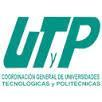 UTyP
COORDINACIÓN GENERAL DE UNIVERSIDADES
TECNOLÓGICAS y POLITÉCNICAS